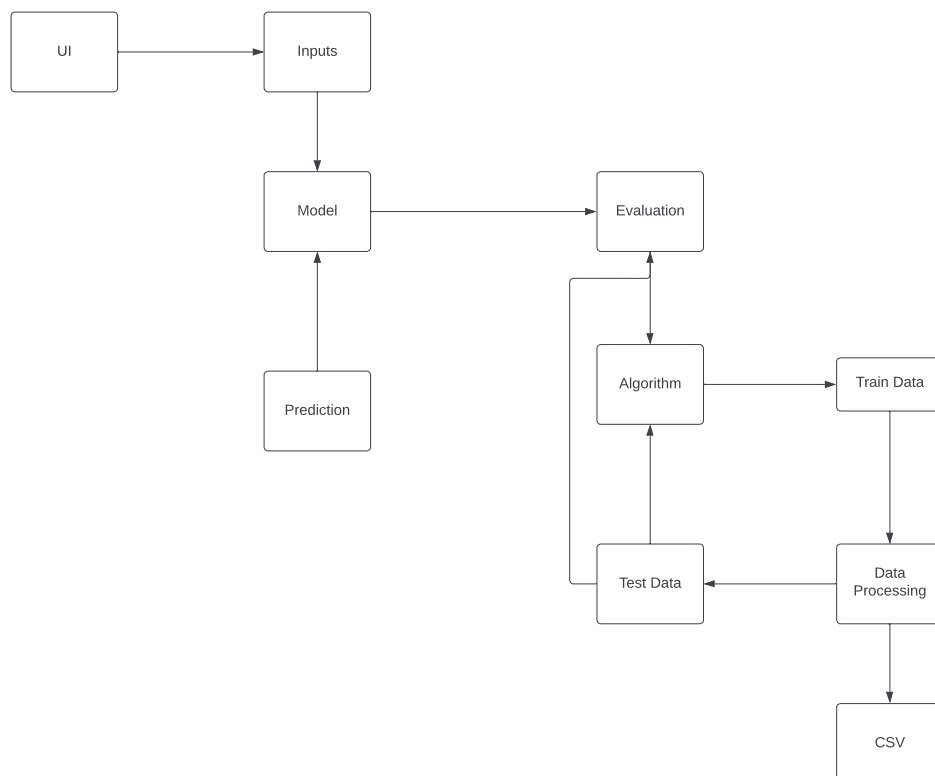 UI
Inputs
Model
Evaluation
Algorithm
Train Data
Prediction
Data
Processing
Test Data
CSV